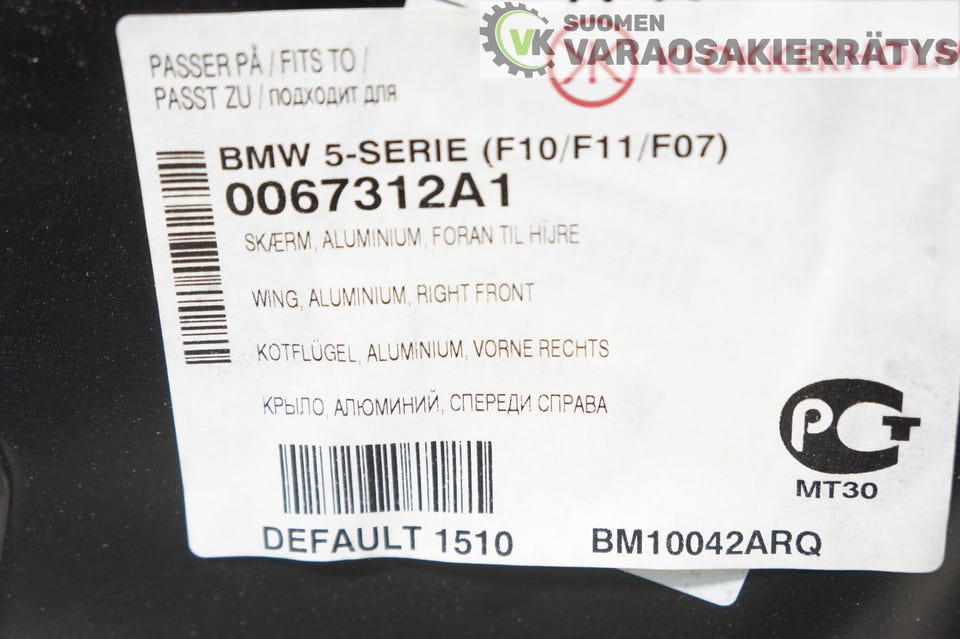 SUOMEN
VK VARAOSAKIERRÄTYS
PASSER PÅ / FITS TO /
PASST ZU / подходит для
BMW 5-SERIE (F10/F11/F07)
0067312A1
SKÆRM, ALUMINIUM, FORAN TIL HIJRE
WING, ALUMINIUM, RIGHT FRONT
KOTFLÜGEL, ALUMINIUM, VORNE RECHTS
КРЫЛО, АЛЮМИНИЙ, СПЕРЕДИ СПРАВА
РСТ
MT30
DEFAULT 1510 BM10042ARQ